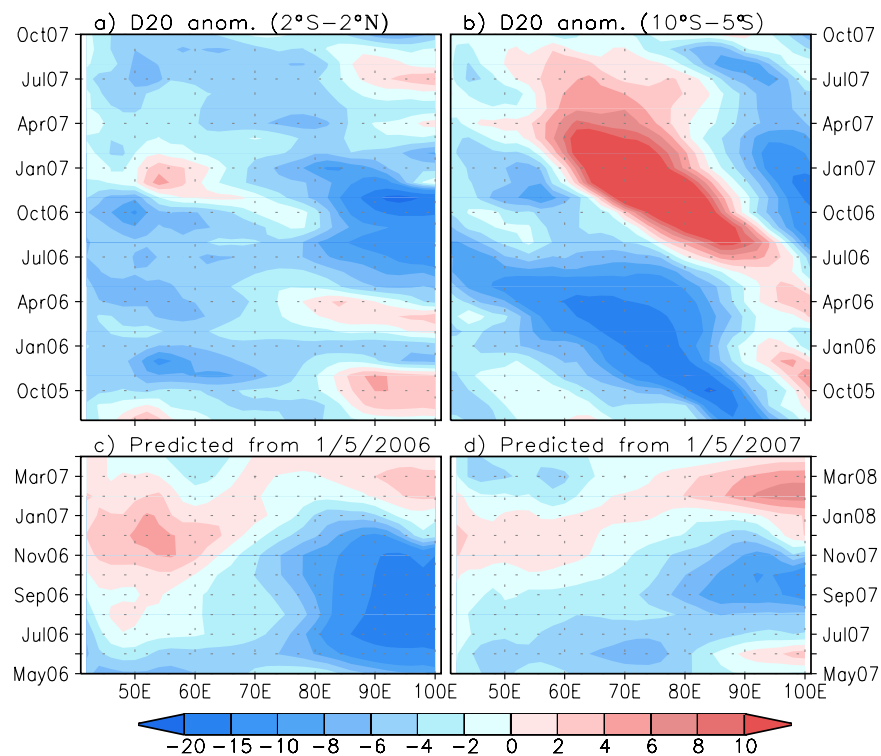 a) D20 anom. (2°S−2°N) b) D20 anom. (10°S−5°S)
Oct07 Oct07
Jul07 Jul07
Apr07 Apr07
Jan07 Jan07
Oct06 Oct06
Jul06 Jul06
Apr06 Apr06
Jan06 Jan06
Oct05 Oct05
c) Predicted from 1/5/2006 d) Predicted from 1/5/2007
Mar07 Mar08
Jan07 Jan08
Nov06 Nov07
Sep06 Sep07
Jul06 Jul07
May06 May07
50E 60E 70E 80E 90E 100E 50E 60E 70E 80E 90E 100E
−20 −15 −10 −8 −6 −4 −2 0 2 4 6 8 10